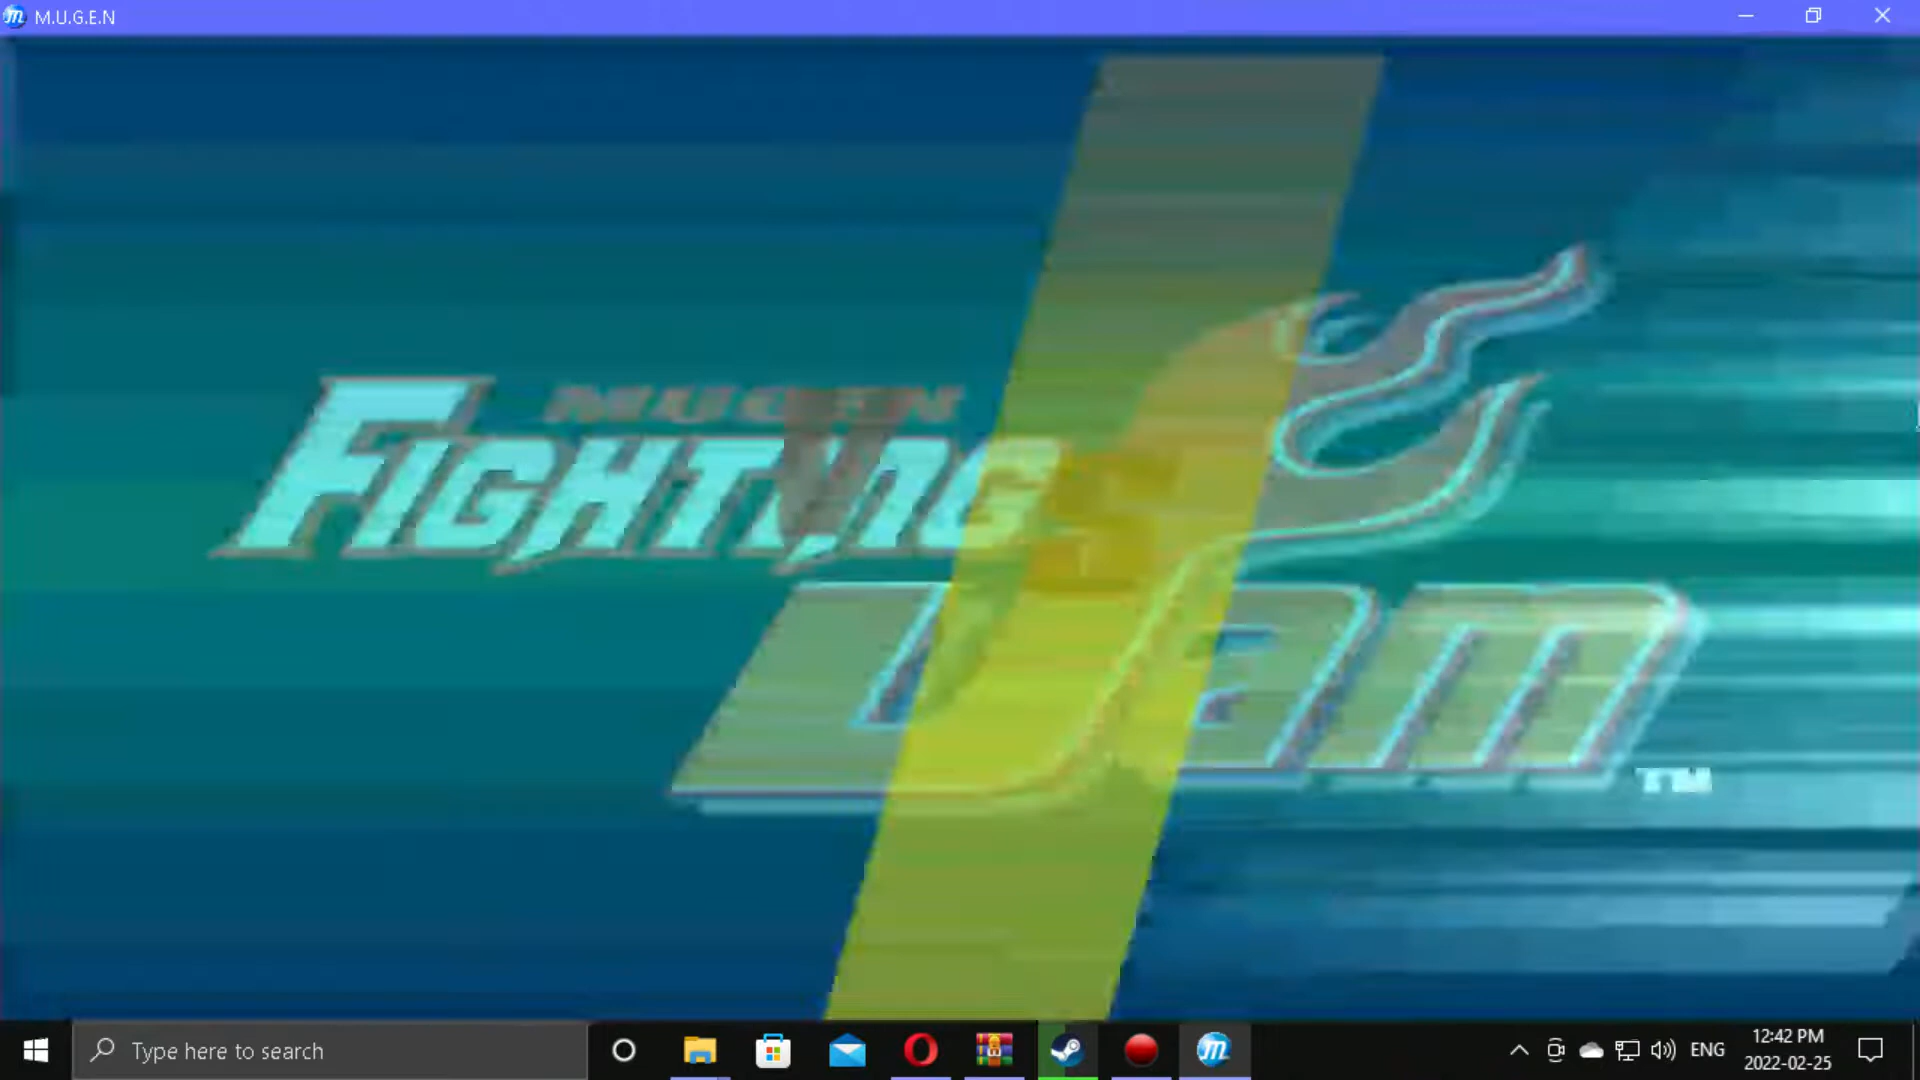 M.U.G.E.N
MUGEN
FIGHTING
Jam
TM
Type here to search
ENG
12:42 PM
2022-02-25